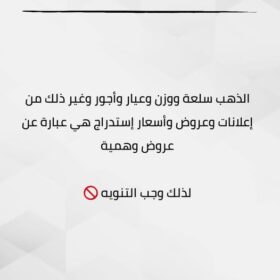 الذهب سلعة ووزن وعيار وأجور وغير ذلك من
إعلانات وعروض وأسعار إستدراج هي عبارة عن
عروض وهمية
لذلك وجب التنويه 🚫